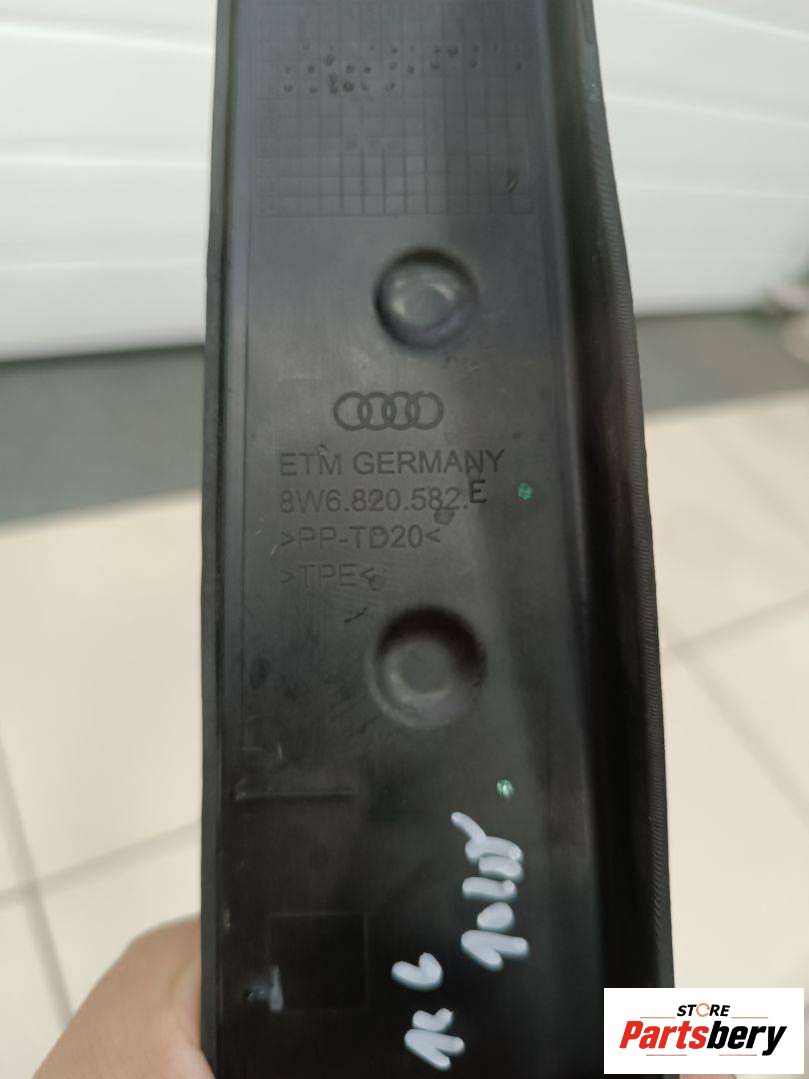 ETM GERMANY
8W6.820.582.E
>PP-TD20<
>TPE<
STORE
Partsbery